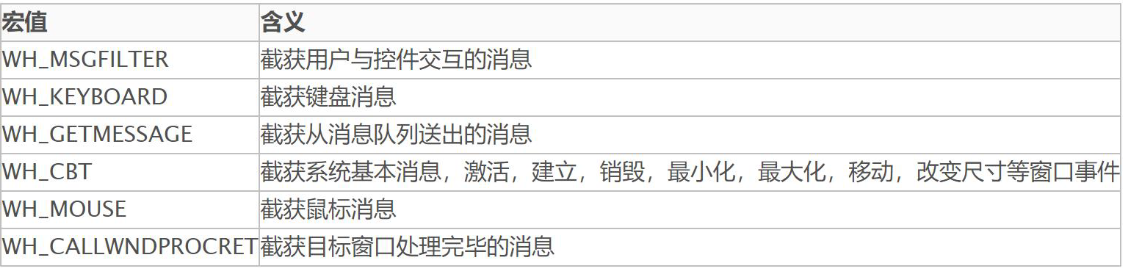 宏值 含义
WH_MSGFILTER 截获用户与控件交互的消息
WH_KEYBOARD 截获键盘消息
WH_GETMESSAGE 截获从消息队列送出的消息
WH_CBT 截获系统基本消息，激活，建立，销毁，最小化，最大化，移动，改变尺寸等窗口事件
WH_MOUSE 截获鼠标消息
WH_CALLWNDPROCRET 截获目标窗口处理完毕的消息